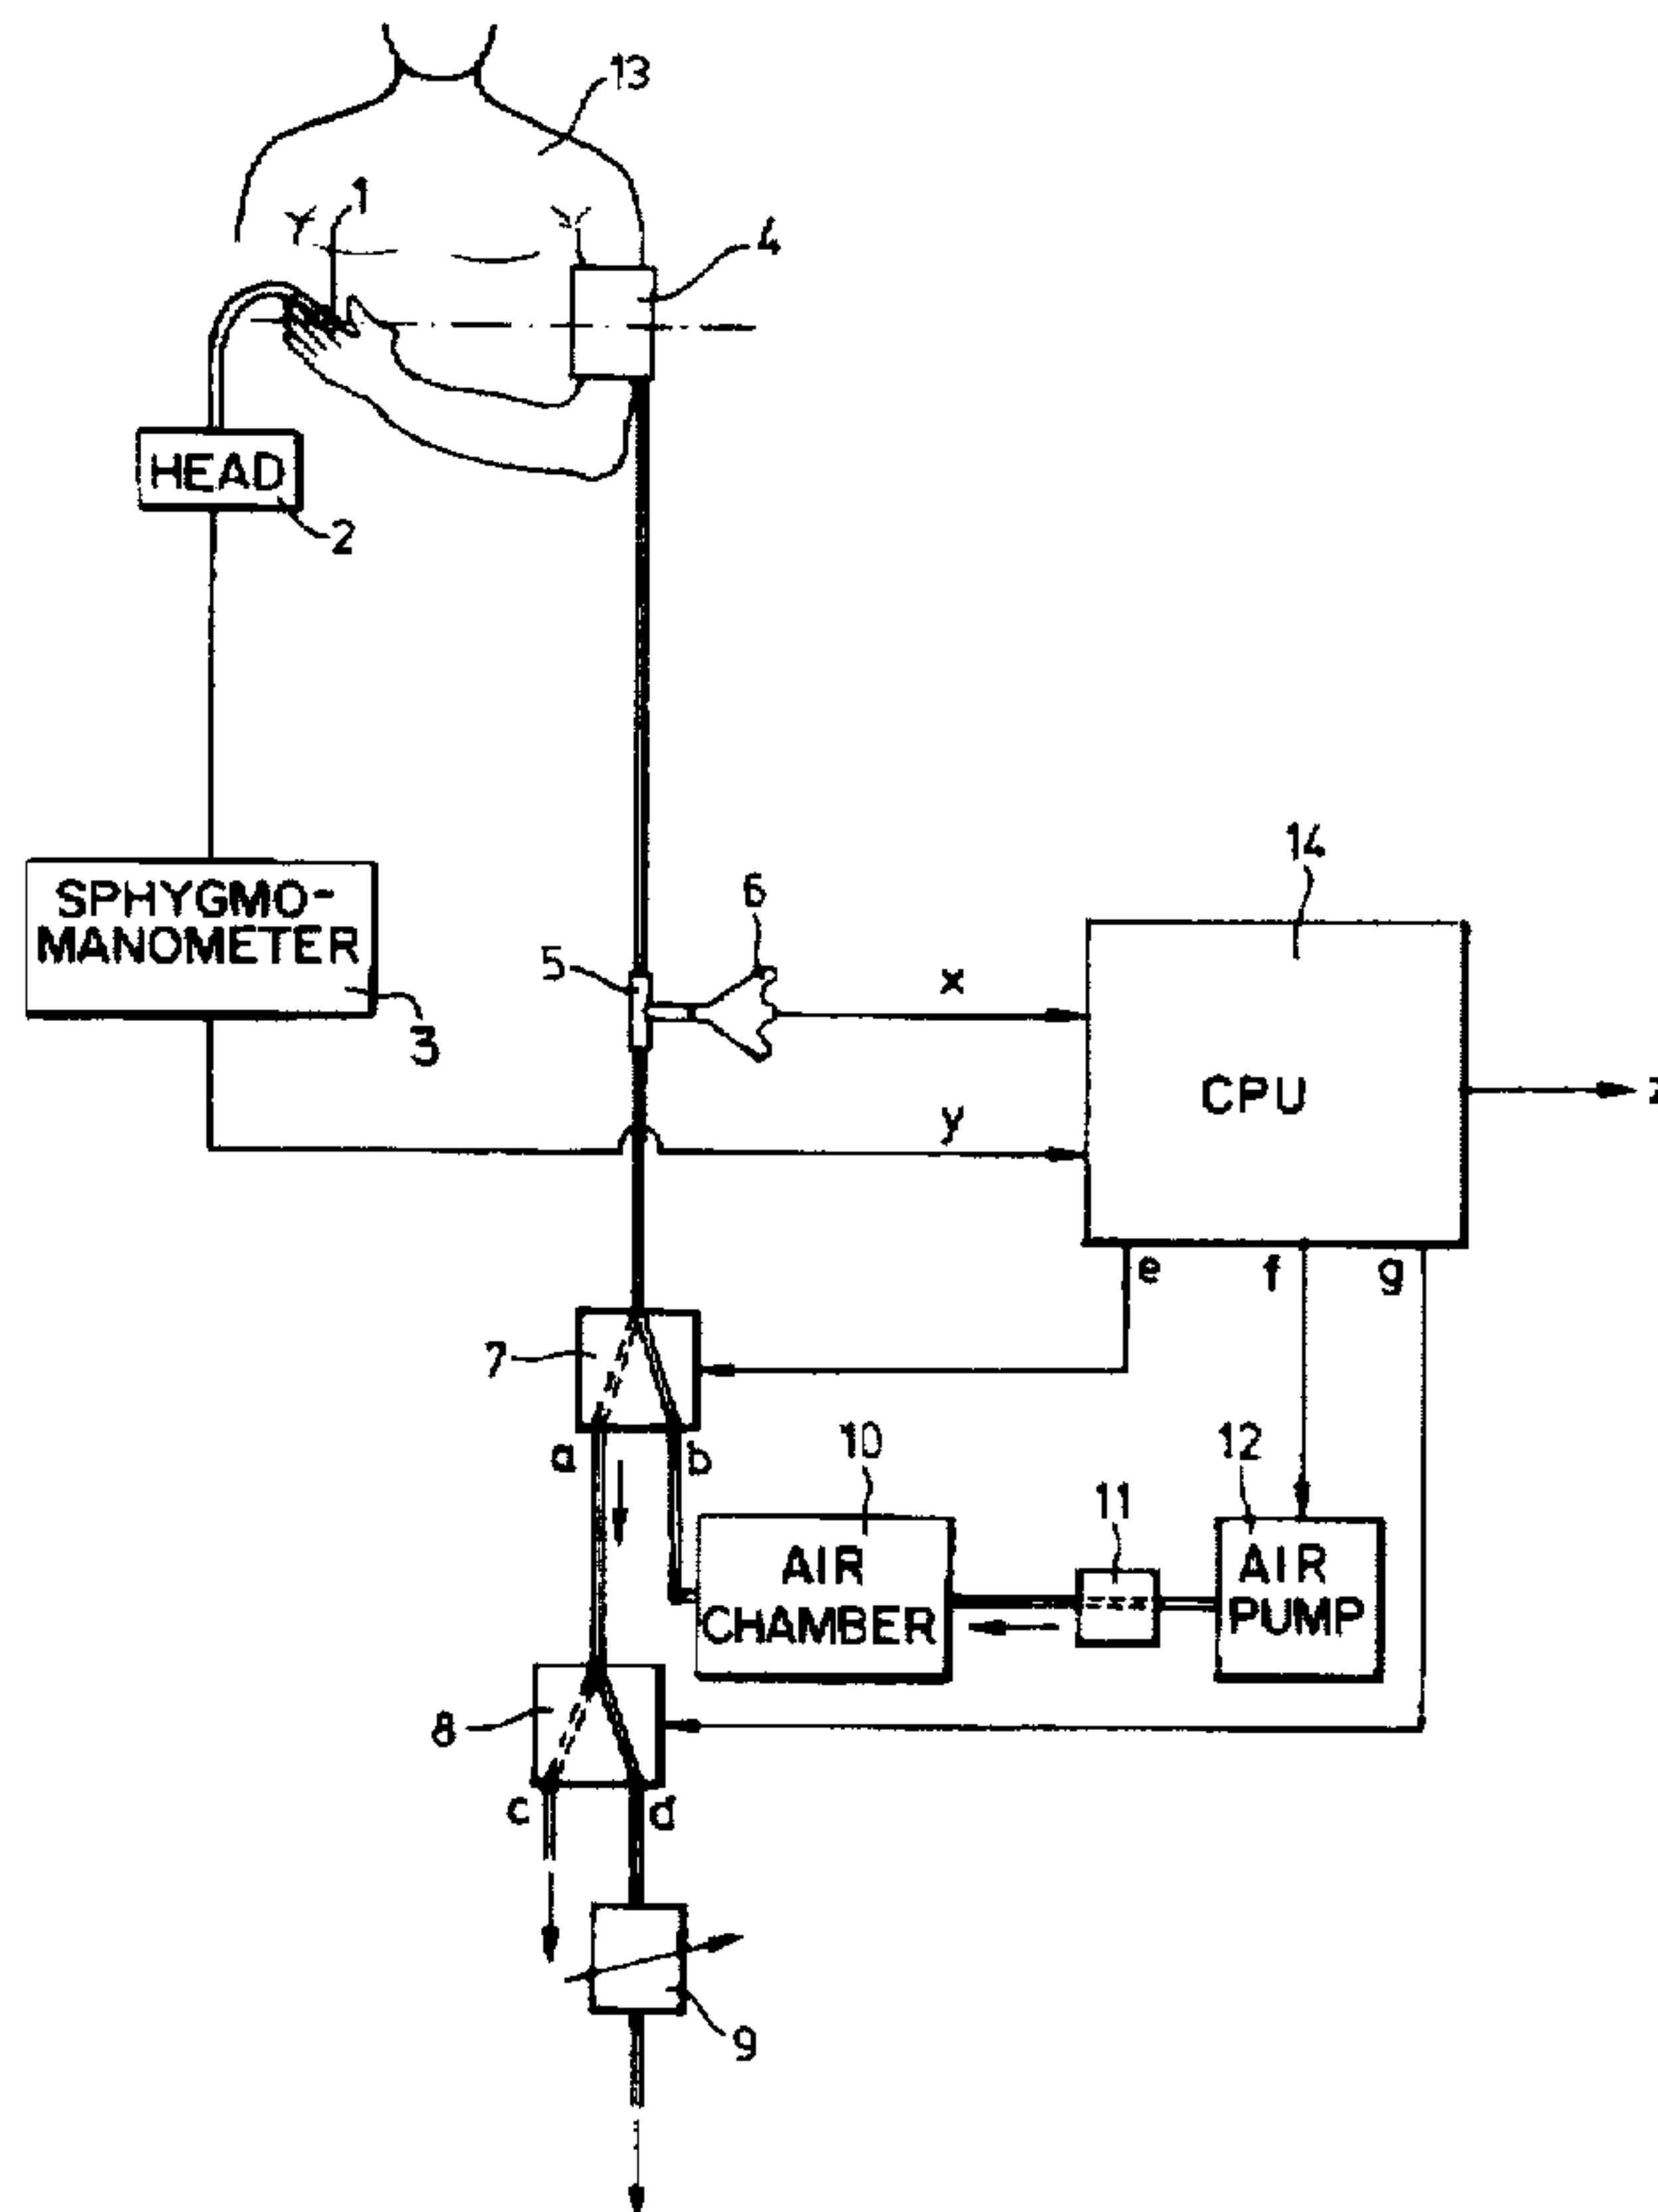 13
1
4
HEAD
2
14
6
SPHYGMO-
MANOMETER
5
x
3
CPU
z
y
e f g
7
a b
10
12
11
AIR
CHAMBER
AIR
PUMP
8
c d
9